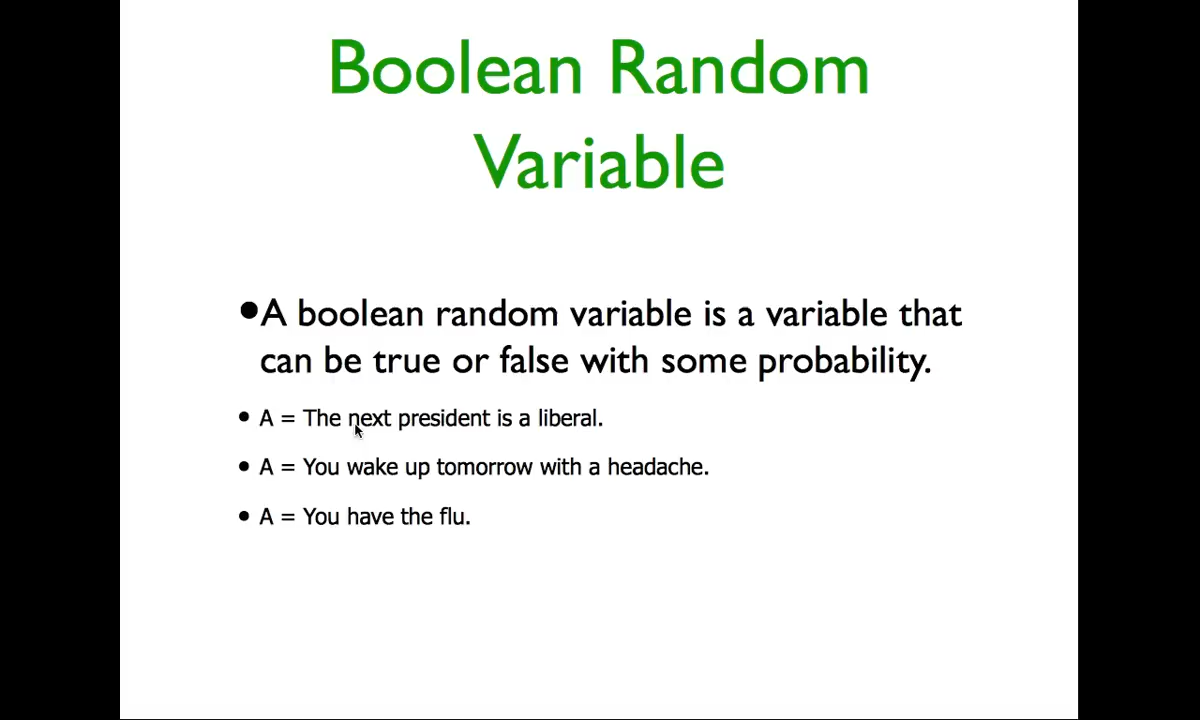 Boolean Random
Variable
•A boolean random variable is a variable that
can be true or false with some probability.
• A = The next president is a liberal.
• A = You wake up tomorrow with a headache.
• A = You have the flu.